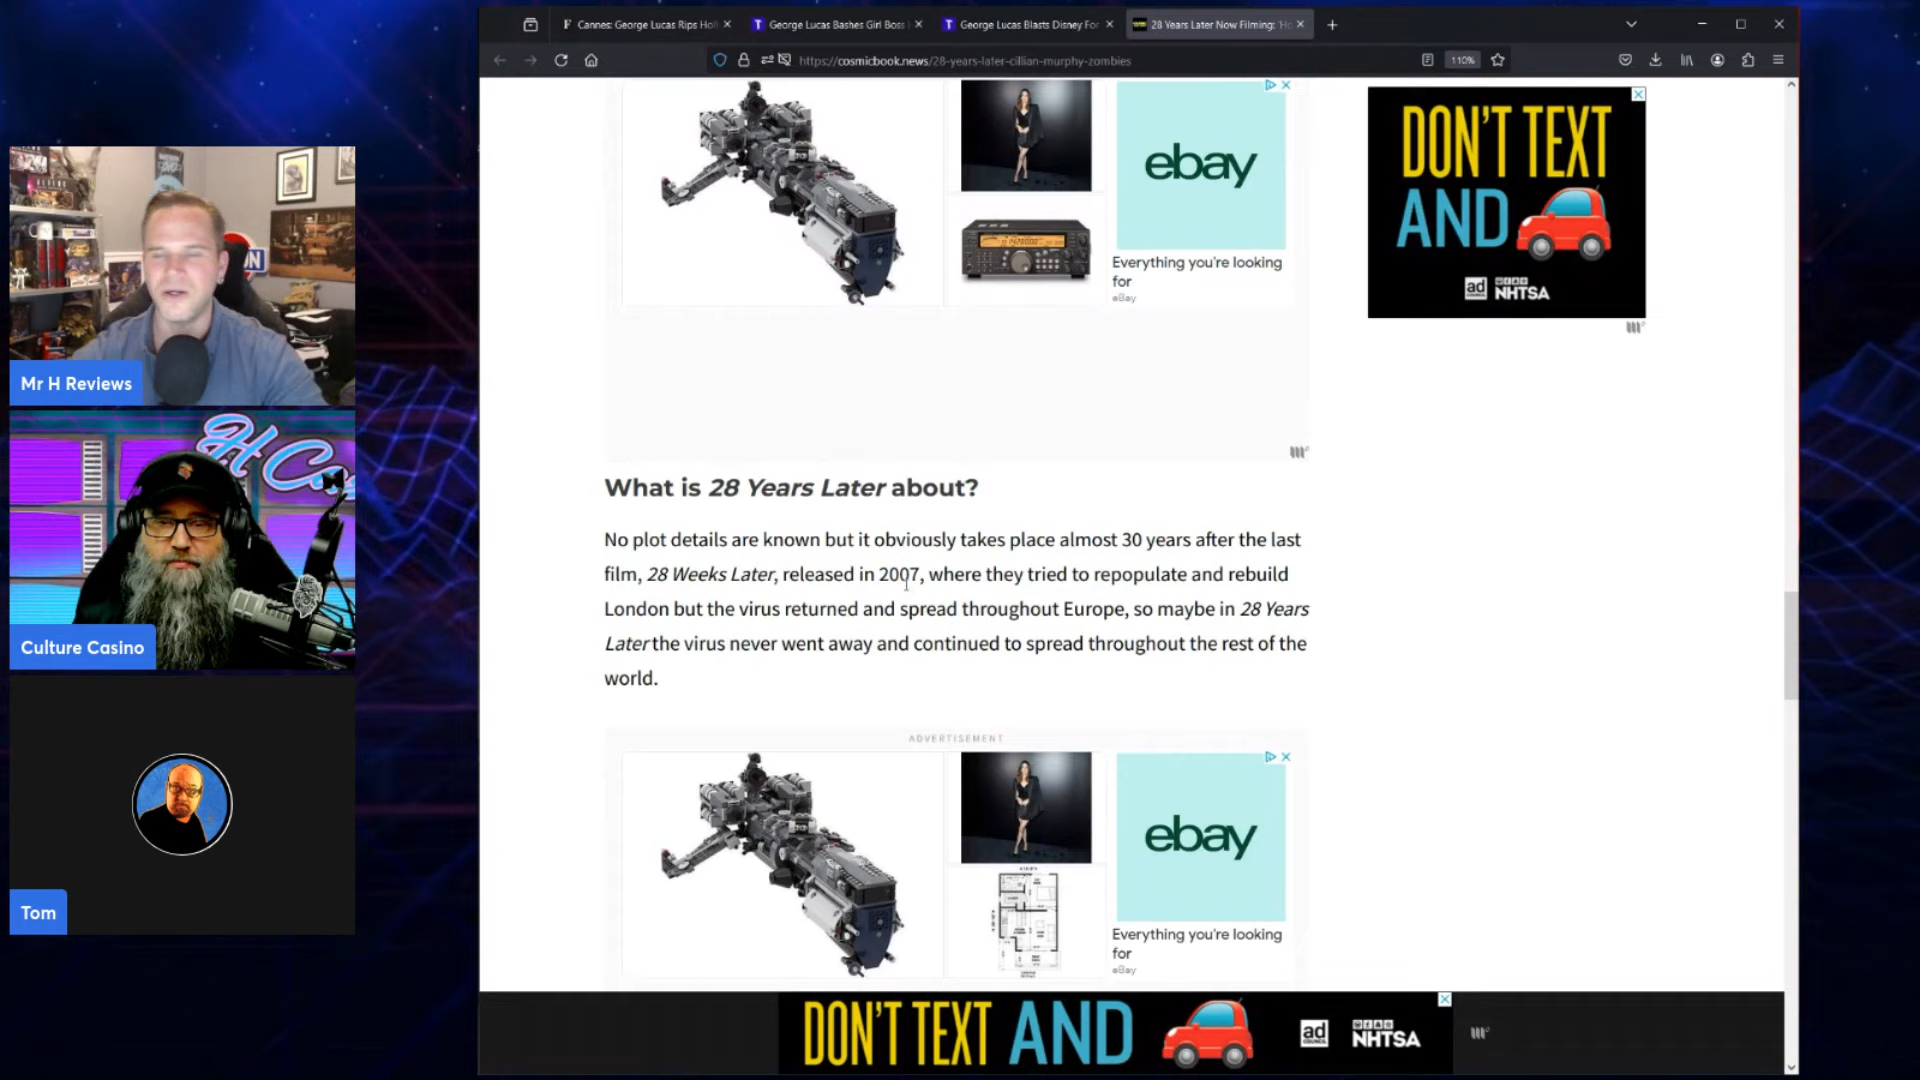 Cannes: George Lucas Rips Hol
George Lucas Bashes Girl Boss
George Lucas Blasts Disney For
28 Years Later Now Filming: 'Ho
https://cosmicbook.news/28-years-later-cillian-murphy-zombies
110%
ebay
Everything you're looking
for
eBay
DON'T TEXT
AND
ad
COUNCIL
NHTSA
Mr H Reviews
What is 28 Years Later about?
No plot details are known but it obviously takes place almost 30 years after the last
film, 28 Weeks Later, released in 2007, where they tried to repopulate and rebuild
London but the virus returned and spread throughout Europe, so maybe in 28 Years
Later the virus never went away and continued to spread throughout the rest of the
world.
Culture Casino
ADVERTISEMENT
ebay
Everything you're looking
for
eBay
Tom
DON'T TEXT AND
ad
COUNCIL
NHTSA